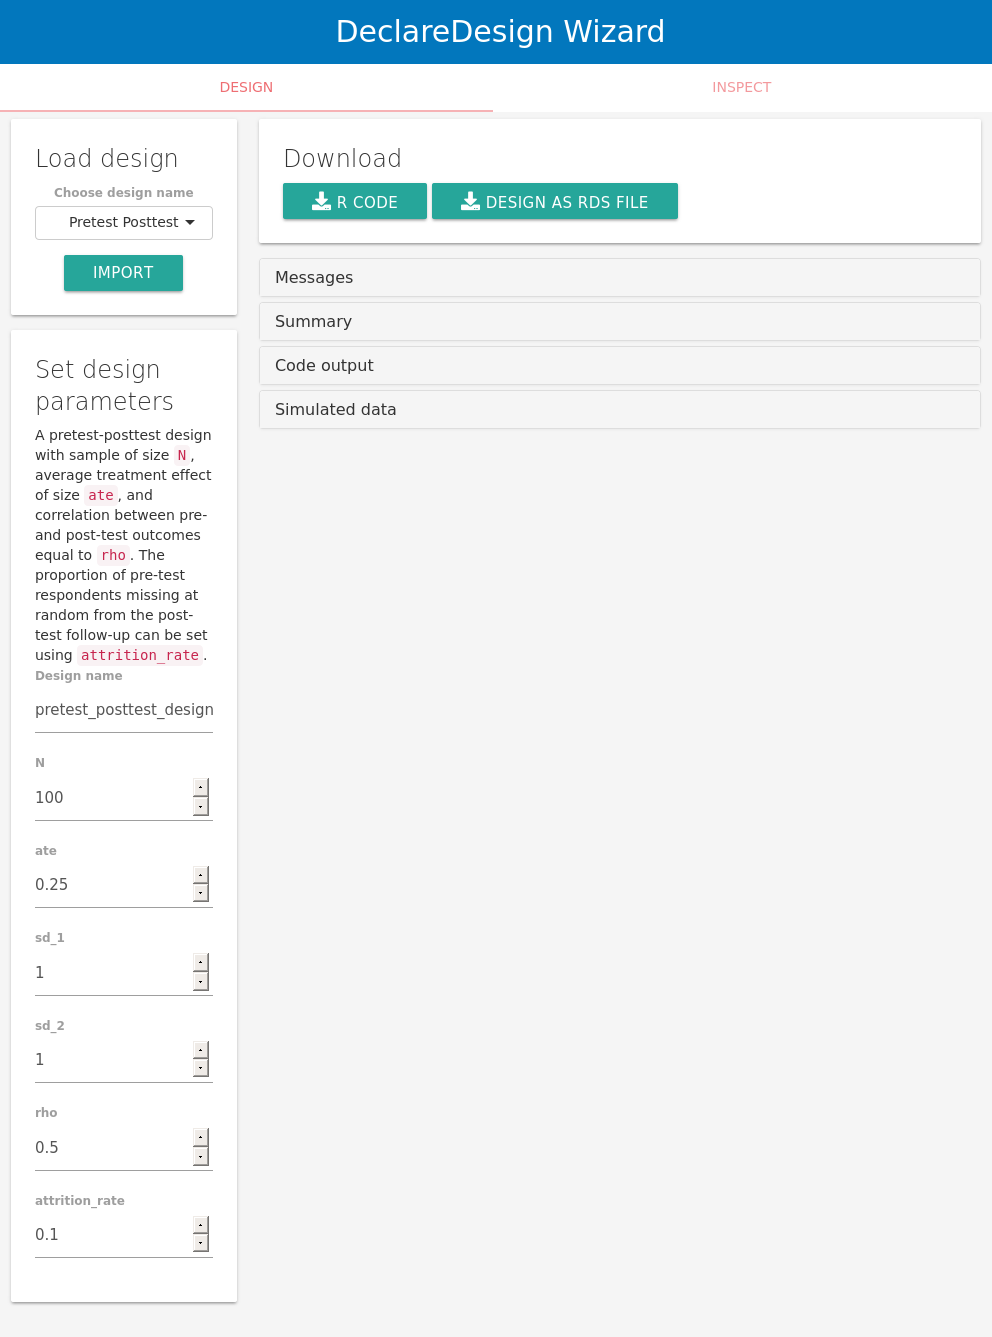 DeclareDesign Wizard
DESIGN
INSPECT
Load design
Choose design name
Pretest Posttest
IMPORT
Set design
parameters
A pretest-posttest design
with sample of size N,
average treatment effect
of size ate, and
correlation between pre-
and post-test outcomes
equal to rho. The
proportion of pre-test
respondents missing at
random from the post-
test follow-up can be set
using attrition_rate.
Design name
pretest_posttest_design
N
100
ate
0.25
sd_1
1
sd_2
1
rho
0.5
attrition_rate
0.1
Download
R CODE
DESIGN AS RDS FILE
Messages
Summary
Code output
Simulated data